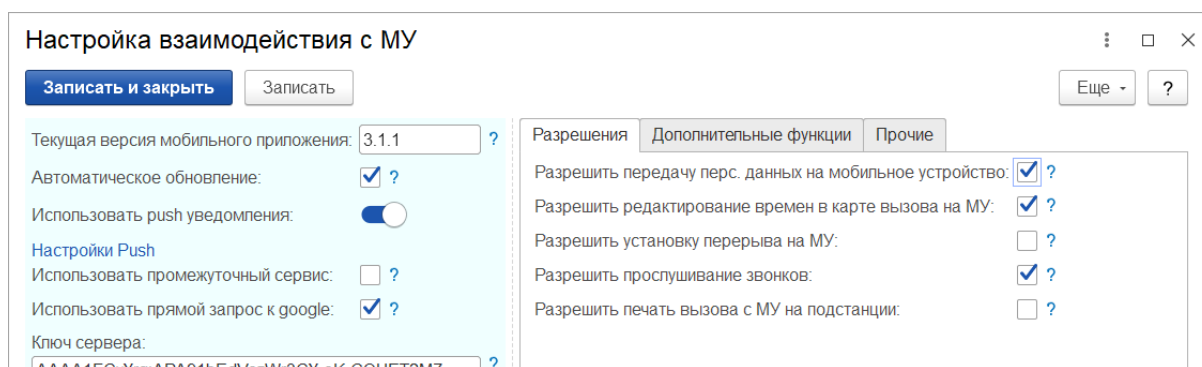 Настройка взаимодействия с МУ
Записать и закрыть
Записать
Еще
?
Текущая версия мобильного приложения: 3.1.1 ?
Автоматическое обновление: ?
Использовать push уведомления:
Настройки Push
Использовать промежуточный сервис: ?
Использовать прямой запрос к google: ?
Ключ сервера:
?
Разрешения Дополнительные функции Прочие
Разрешить передачу перс. данных на мобильное устройство: ?
Разрешить редактирование времен в карте вызова на МУ: ?
Разрешить установку перерыва на МУ: ?
Разрешить прослушивание звонков: ?
Разрешить печать вызова с МУ на подстанции: ?